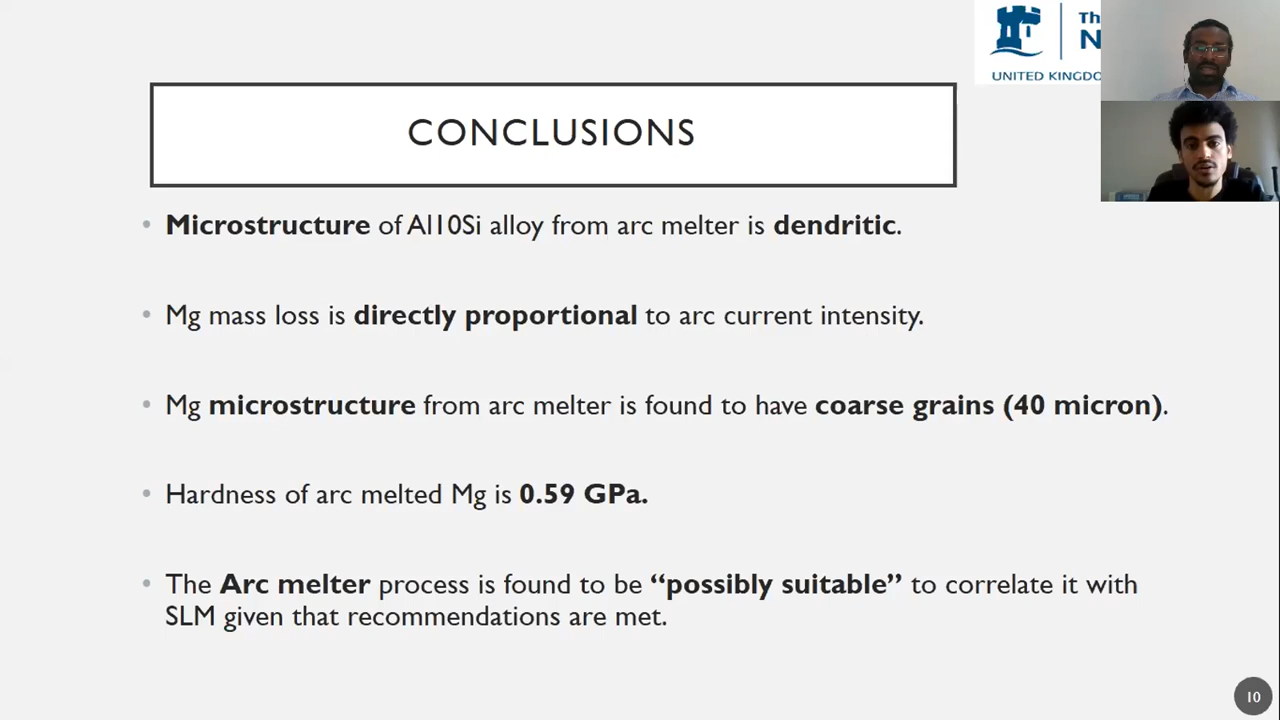 Th
N
UNITED KINGDO
CONCLUSIONS
• Microstructure of Al10Si alloy from arc melter is dendritic.
• Mg mass loss is directly proportional to arc current intensity.
• Mg microstructure from arc melter is found to have coarse grains (40 micron).
• Hardness of arc melted Mg is 0.59 GPa.
• The Arc melter process is found to be “possibly suitable” to correlate it with
SLM given that recommendations are met.
10